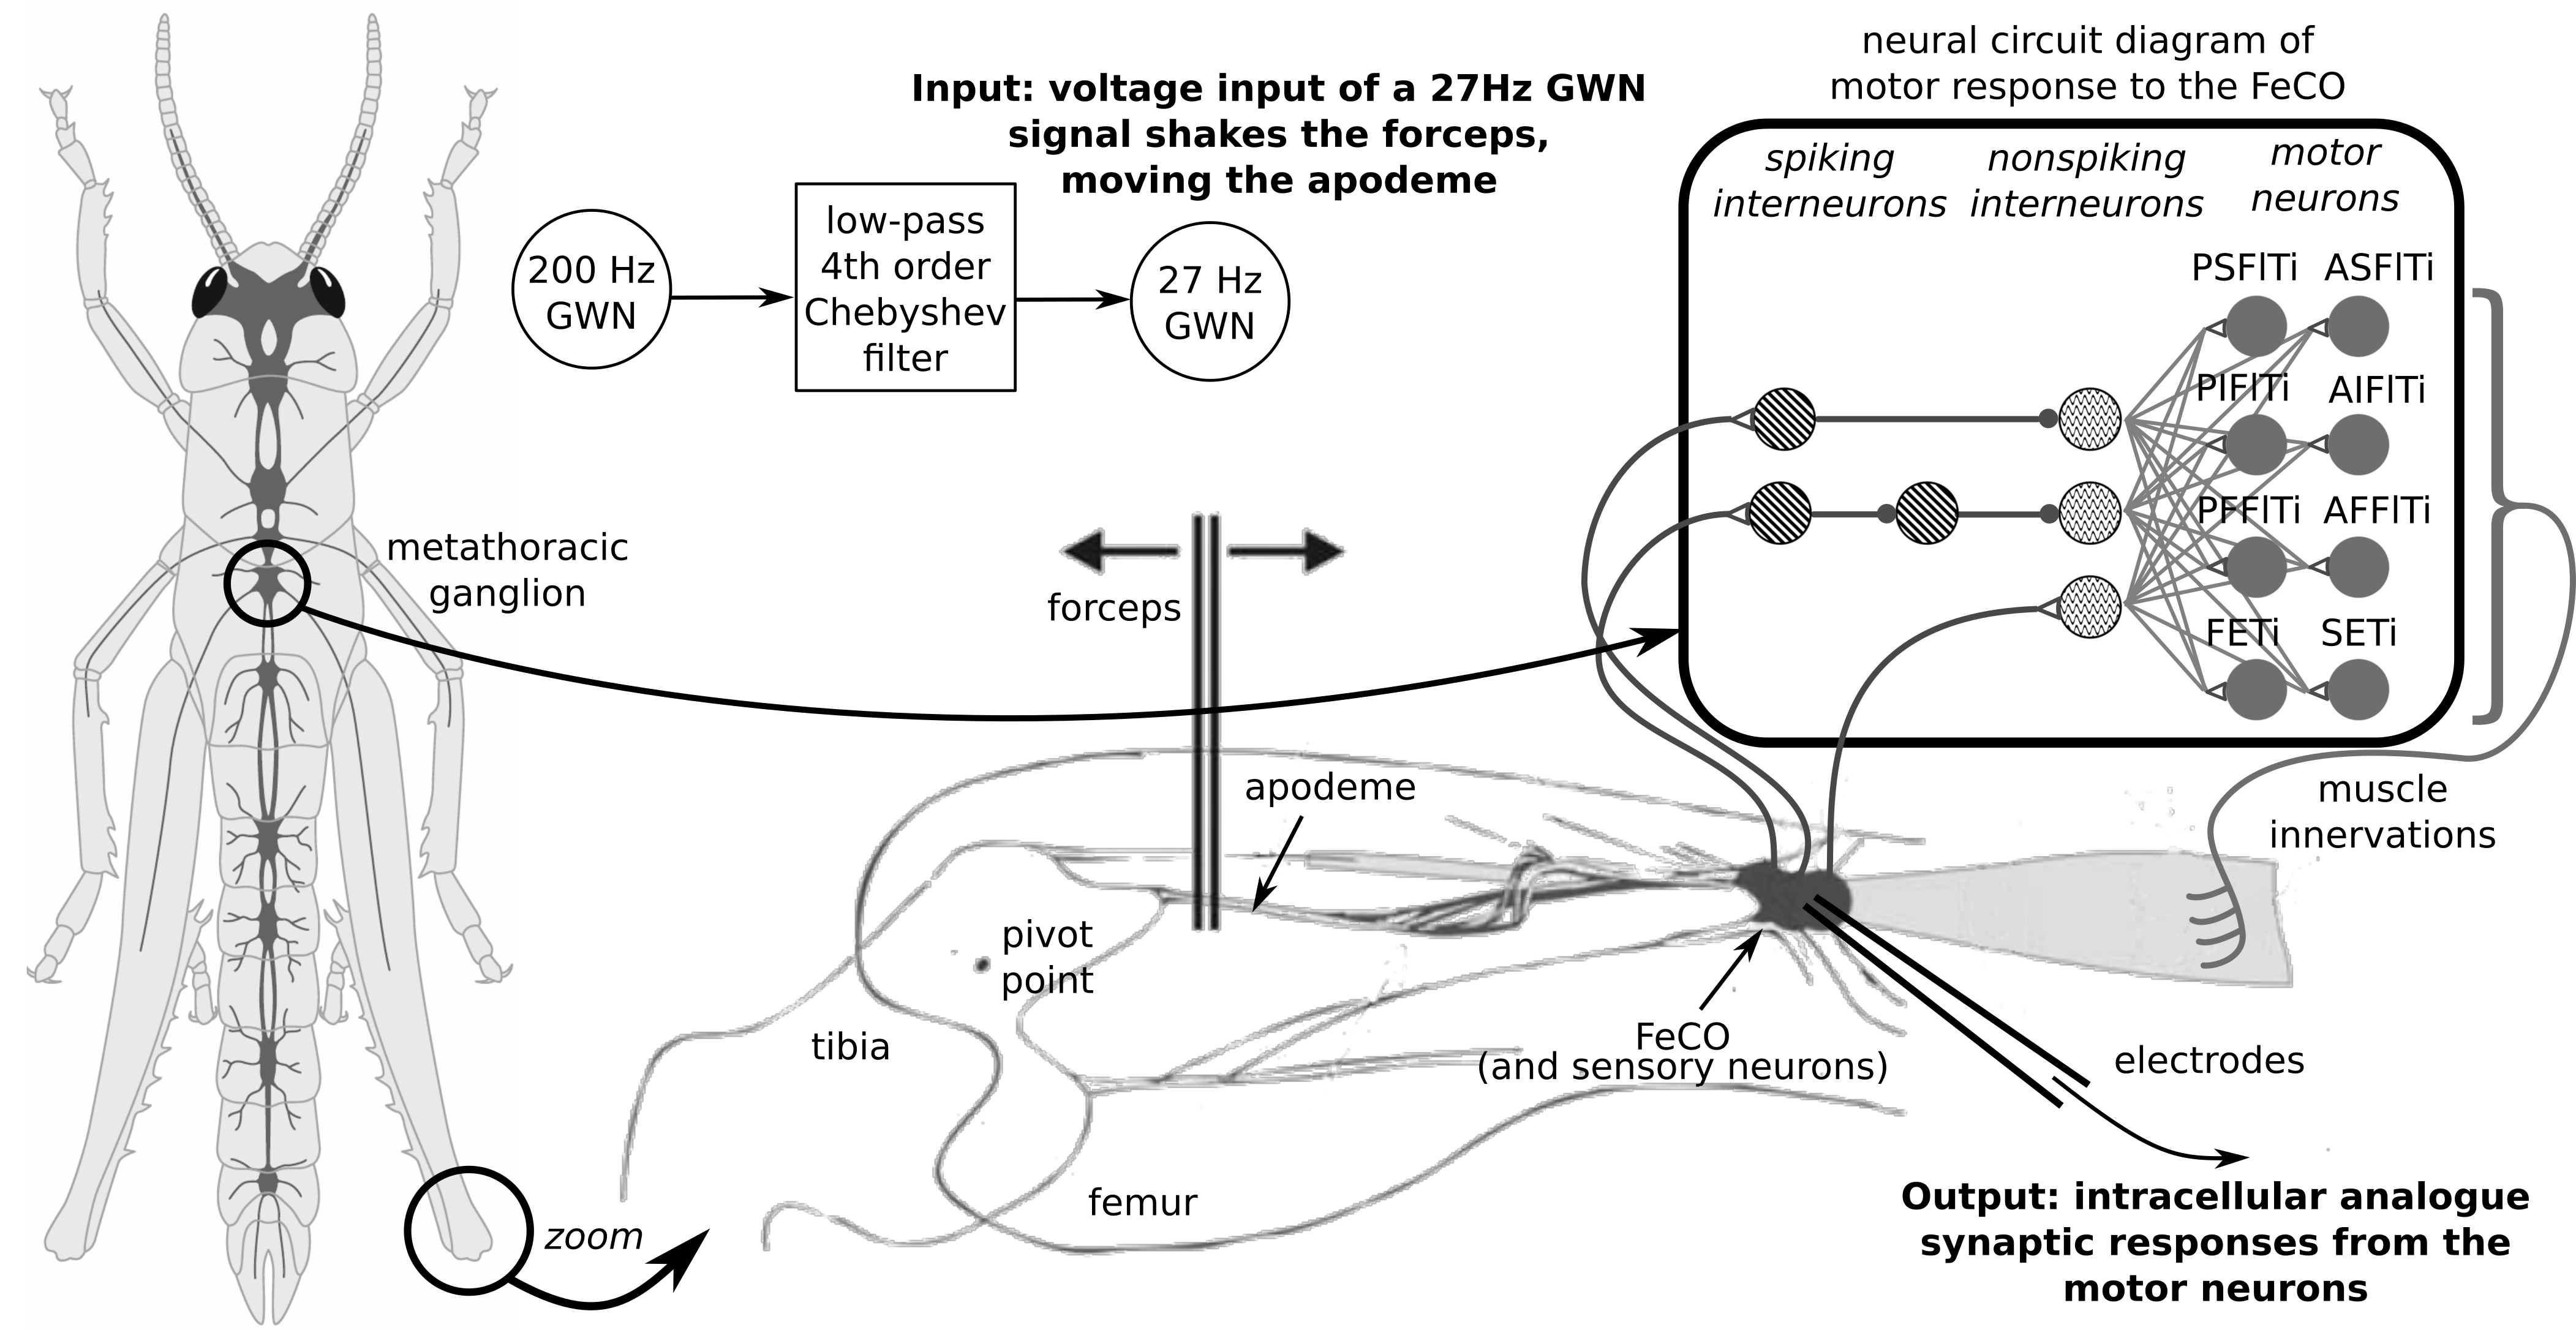 neural circuit diagram of
motor response to the FeCO
Input: voltage input of a 27Hz GWN
signal shakes the forceps,
moving the apodeme
200 Hz
GWN
low-pass
4th order
Chebyshev
filter
27 Hz
GWN
spiking
interneurons
nonspiking
interneurons
motor
neurons
PSFlTi
ASFlTi
PIFlTi
AIFlTi
PFFlTi
AFFlTi
FETi
SETi
metathoracic
ganglion
forceps
apodeme
muscle
innervations
pivot
point
tibia
FeCO
(and sensory neurons)
electrodes
femur
zoom
Output: intracellular analogue
synaptic responses from the
motor neurons